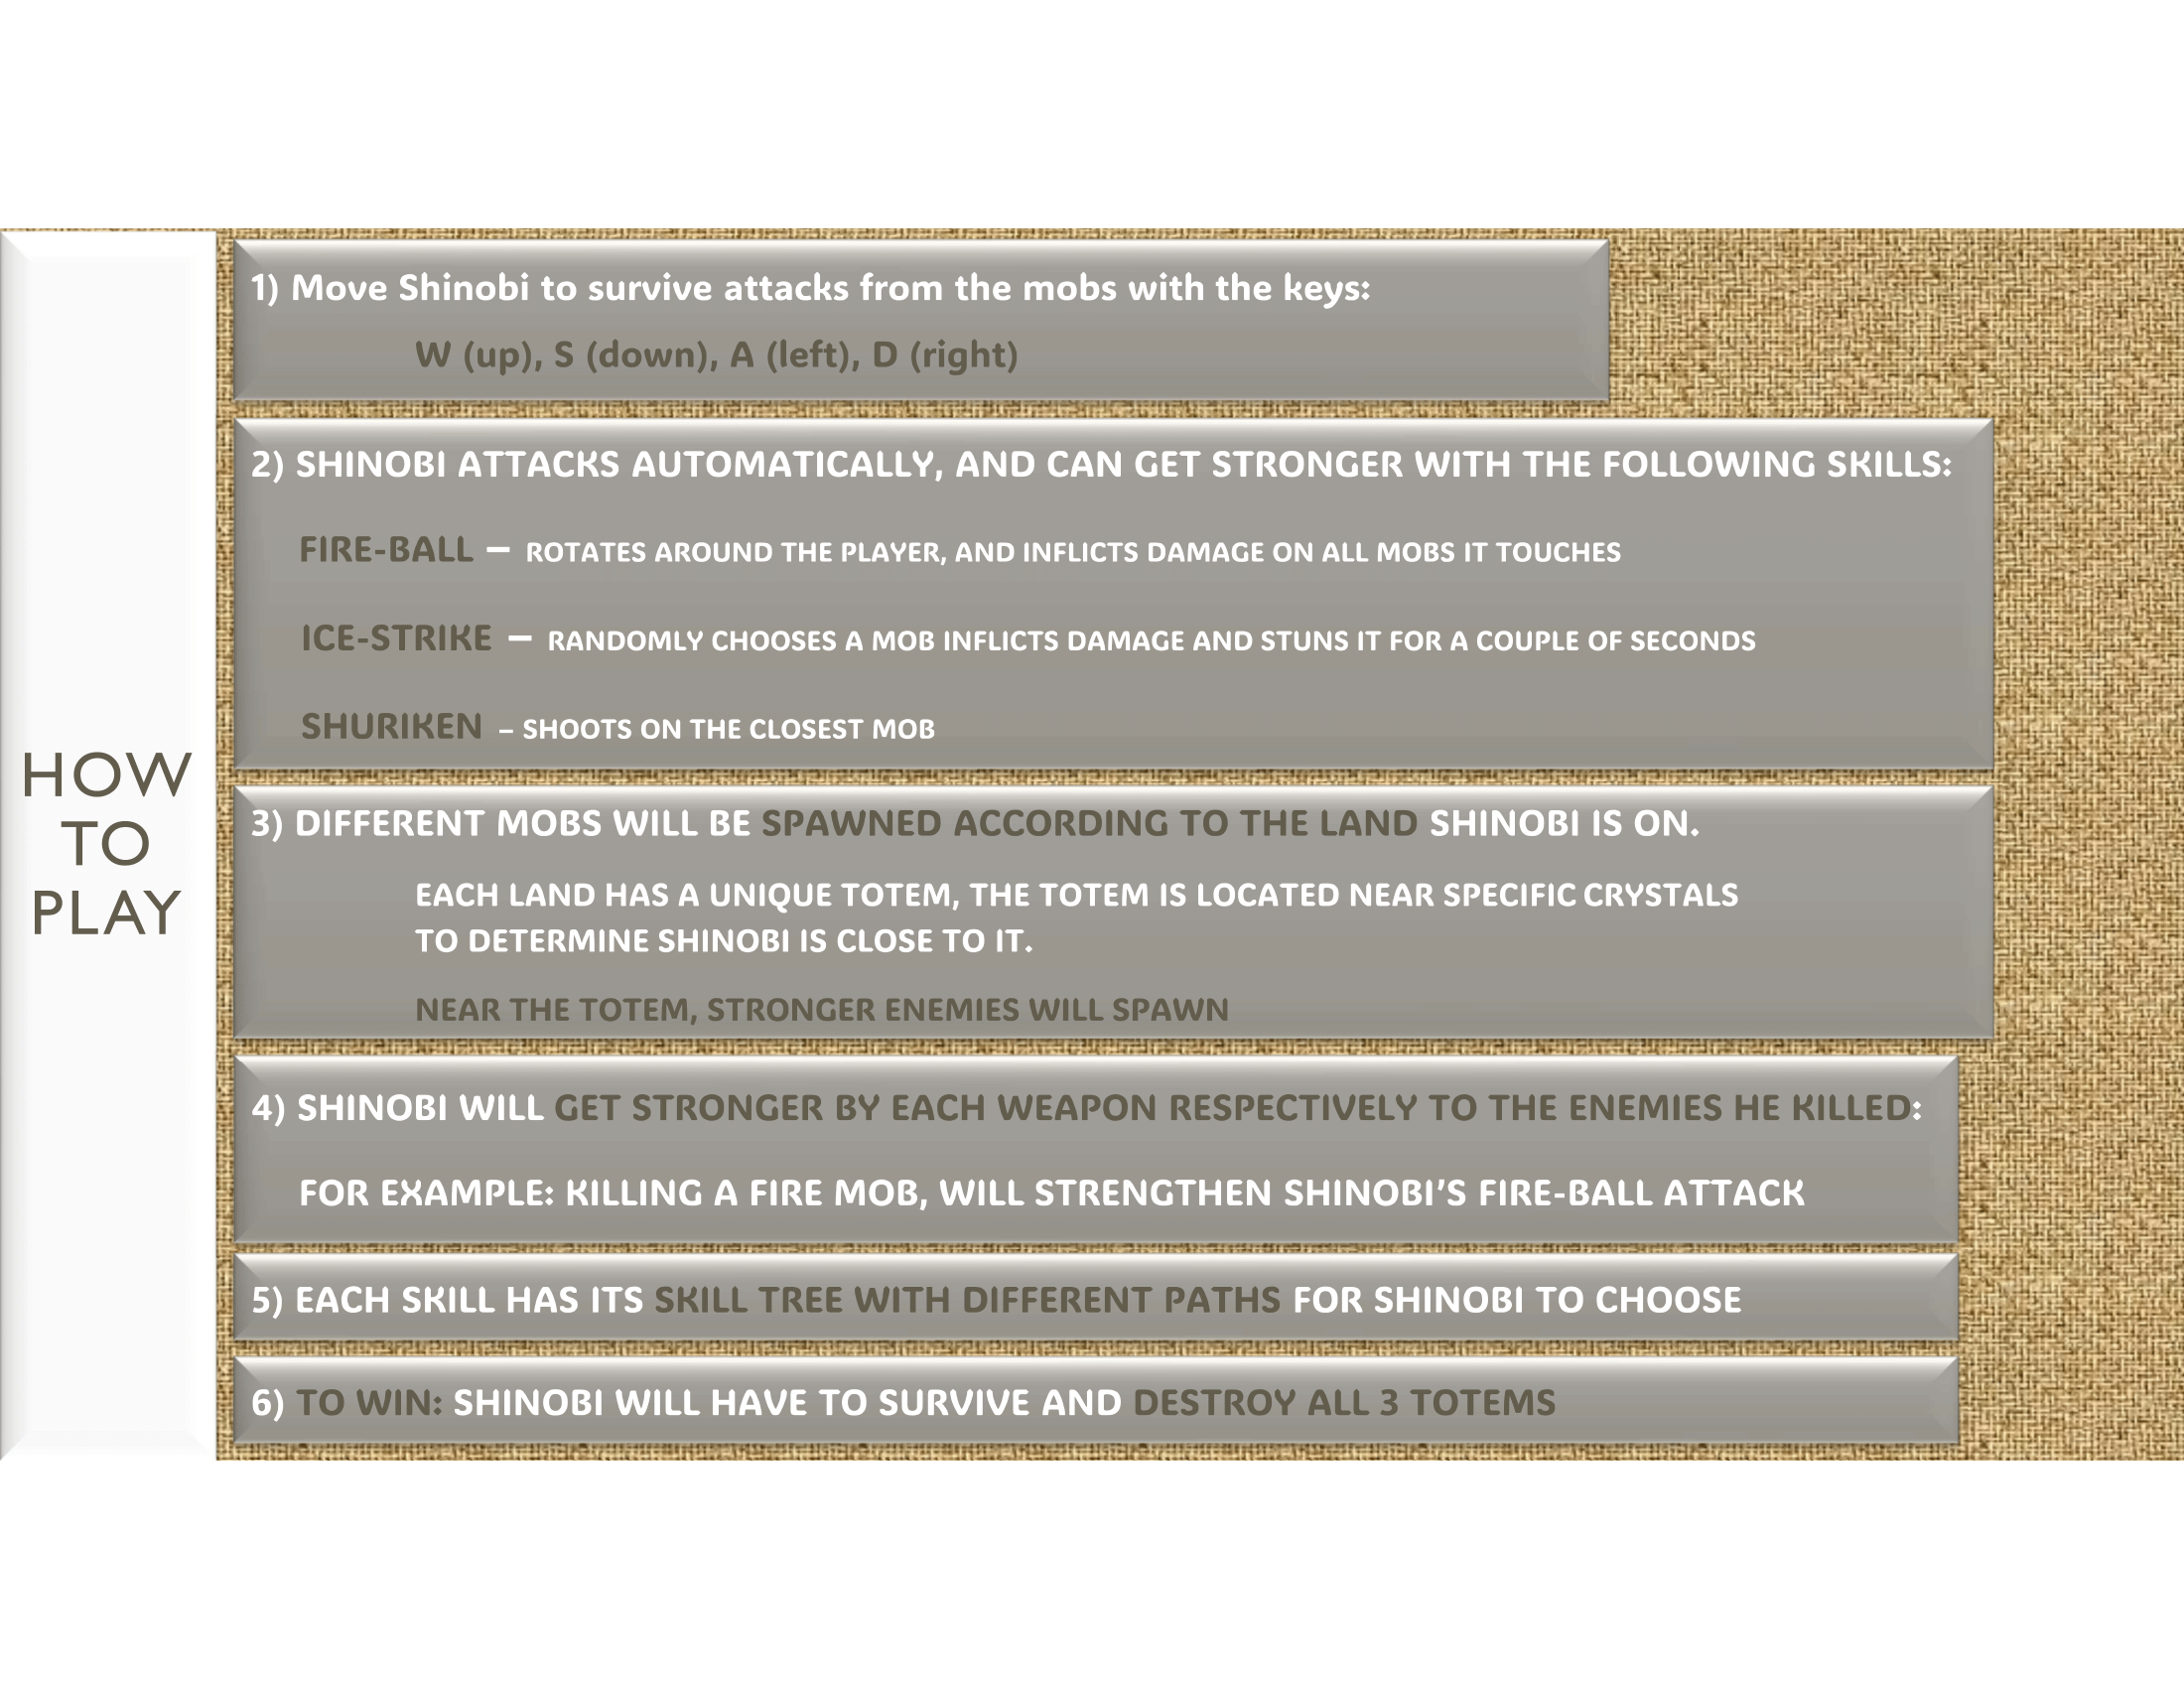 HOW
TO
PLAY
1) Move Shinobi to survive attacks from the mobs with the keys:
W (up), S (down), A (left), D (right)
2) SHINOBI ATTACKS AUTOMATICALLY, AND CAN GET STRONGER WITH THE FOLLOWING SKILLS:
FIRE-BALL – ROTATES AROUND THE PLAYER, AND INFLICTS DAMAGE ON ALL MOBS IT TOUCHES
ICE-STRIKE – RANDOMLY CHOOSES A MOB INFLICTS DAMAGE AND STUNS IT FOR A COUPLE OF SECONDS
SHURIKEN – SHOOTS ON THE CLOSEST MOB
3) DIFFERENT MOBS WILL BE SPAWNED ACCORDING TO THE LAND SHINOBI IS ON.
EACH LAND HAS A UNIQUE TOTEM, THE TOTEM IS LOCATED NEAR SPECIFIC CRYSTALS
TO DETERMINE SHINOBI IS CLOSE TO IT.
NEAR THE TOTEM, STRONGER ENEMIES WILL SPAWN
4) SHINOBI WILL GET STRONGER BY EACH WEAPON RESPECTIVELY TO THE ENEMIES HE KILLED:
FOR EXAMPLE: KILLING A FIRE MOB, WILL STRENGTHEN SHINOBI'S FIRE-BALL ATTACK
5) EACH SKILL HAS ITS SKILL TREE WITH DIFFERENT PATHS FOR SHINOBI TO CHOOSE
6) TO WIN: SHINOBI WILL HAVE TO SURVIVE AND DESTROY ALL 3 TOTEMS